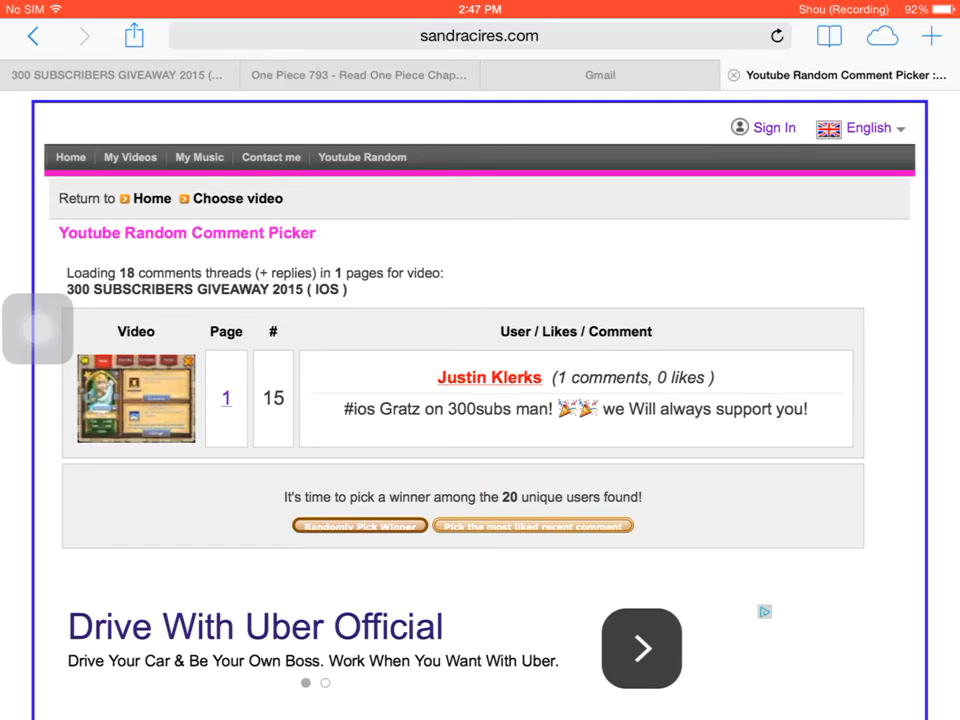 No SIM
2:47 PM
Shou (Recording)
92%
sandracires.com
300 SUBSCRIBERS GIVEAWAY 2015 (...
One Piece 793 - Read One Piece Chap...
Gmail
Youtube Random Comment Picker :...
Sign In
English
Home
My Videos
My Music
Contact me
Youtube Random
Return to Home Choose video
Youtube Random Comment Picker
Loading 18 comments threads (+ replies) in 1 pages for video:
300 SUBSCRIBERS GIVEAWAY 2015 ( IOS )
Video
Page
#
User / Likes / Comment
1
15
Justin Klerks (1 comments, 0 likes )
#ios Gratz on 300subs man! 🎉🎉 we Will always support you!
It's time to pick a winner among the 20 unique users found!
Randomly Pick Winner
Pick the most liked recent comment
Drive With Uber Official
Drive Your Car & Be Your Own Boss. Work When You Want With Uber.